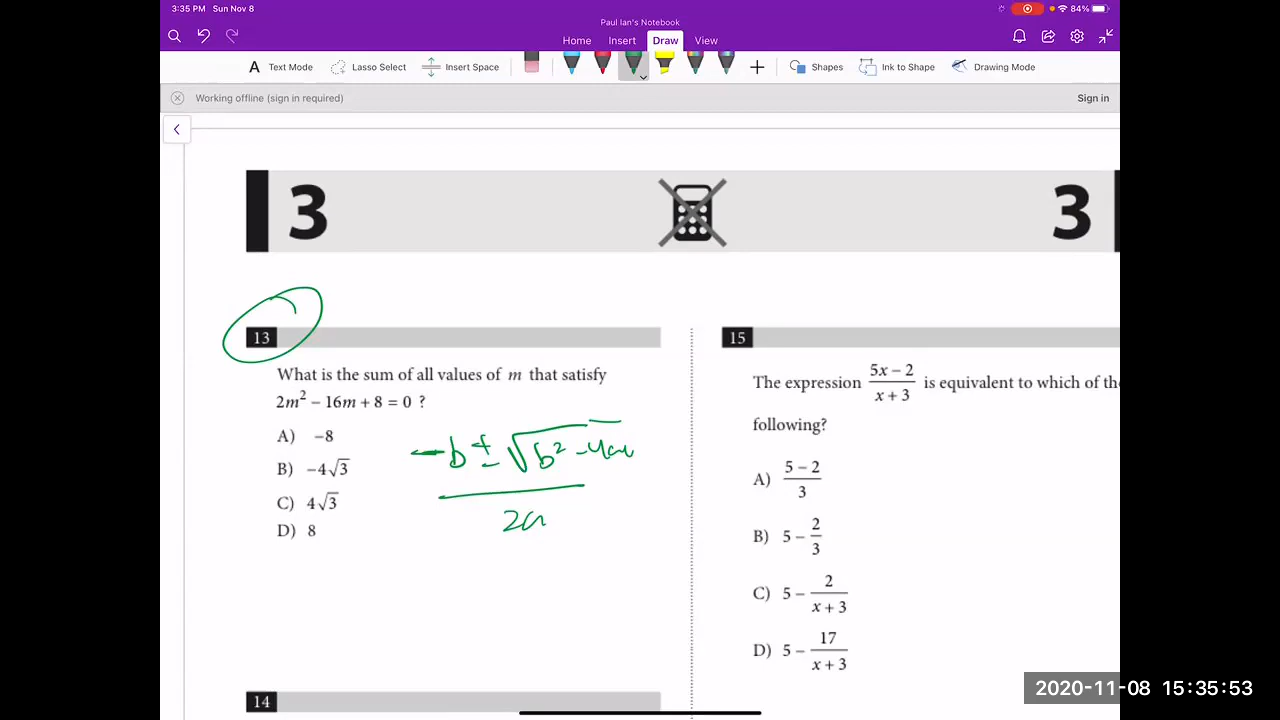 3:35 PM Sun Nov 8
84%
Paul Ian's Notebook
Home Insert Draw View
A Text Mode Lasso Select Insert Space Shapes Ink to Shape Drawing Mode
Working offline (sign in required) Sign in
3 3
13
What is the sum of all values of m that satisfy
2m² − 16m + 8 = 0 ?
A) −8
B) −4√3
C) 4√3
D) 8
−b ± √b² −4ac
2a
14
15
The expression (5x − 2)/(x + 3) is equivalent to which of the
following?
A) (5 − 2)/3
B) 5 − 2/3
C) 5 − 2/(x + 3)
D) 5 − 17/(x + 3)
2020-11-08 15:35:53